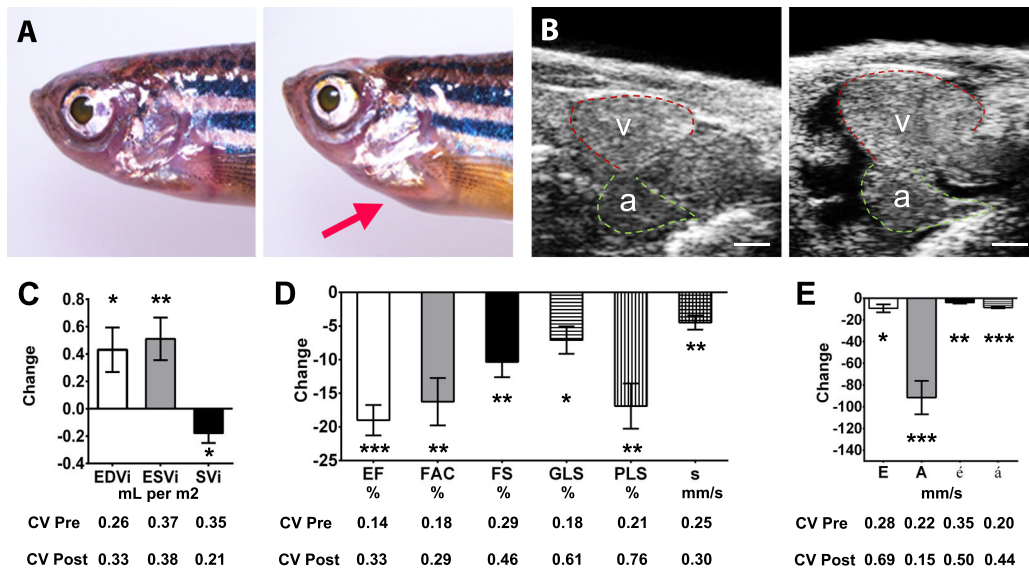 A
B
v
a
v
a
C
D
E
0.8
0.6
0.4
0.2
0.0
-0.2
-0.4
Change
*
**
*
EDVi ESVi SVi
mL per m2
CV Pre 0.26 0.37 0.35
CV Post 0.33 0.38 0.21
0
-5
-10
-15
-20
-25
Change
***
**
**
*
**
**
EF FAC FS GLS PLS s
% % % % % mm/s
0.14 0.18 0.29 0.18 0.21 0.25
CV Pre
0.33 0.29 0.46 0.61 0.76 0.30
CV Post
0
-20
-40
-60
-80
-100
-120
-140
Change
*
***
**
***
E A é á
mm/s
CV Pre 0.28 0.22 0.35 0.20
CV Post 0.69 0.15 0.50 0.44